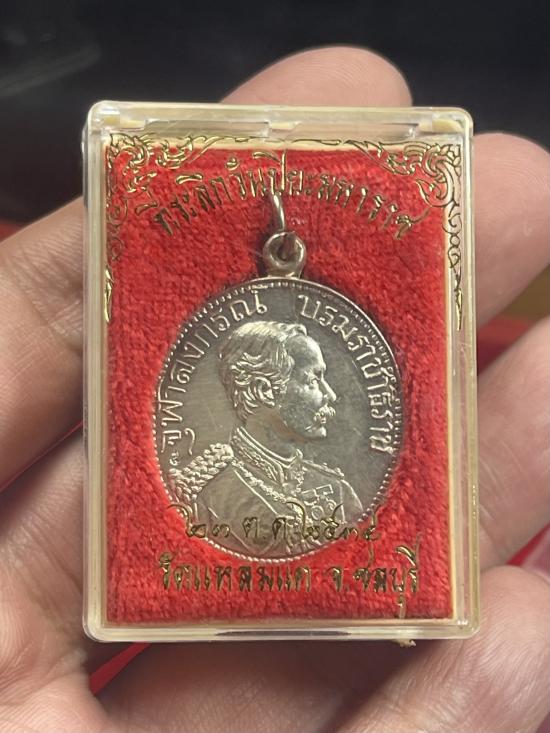 ที่ระลึกวันปิยะมหาราช
จุฬาลงกรณ์ บรมราชาธิราช
๒๓ ต.ค. ๒๕๓๕
วัดแหลมแค จ.ชลบุรี